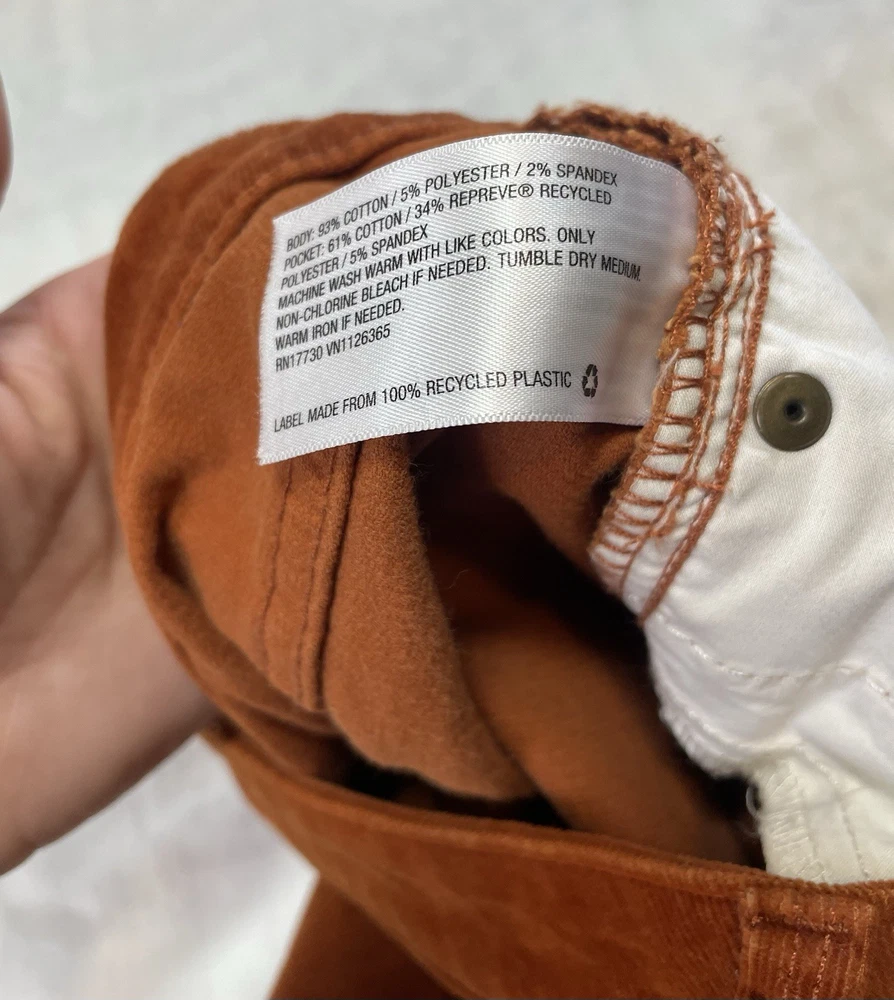 BODY: 93% COTTON / 5% POLYESTER / 2% SPANDEX
POCKET: 61% COTTON / 34% REPREVE® RECYCLED
POLYESTER / 5% SPANDEX
MACHINE WASH WARM WITH LIKE COLORS. ONLY
NON-CHLORINE BLEACH IF NEEDED. TUMBLE DRY MEDIUM.
WARM IRON IF NEEDED.
RN17730 VN1126365
LABEL MADE FROM 100% RECYCLED PLASTIC